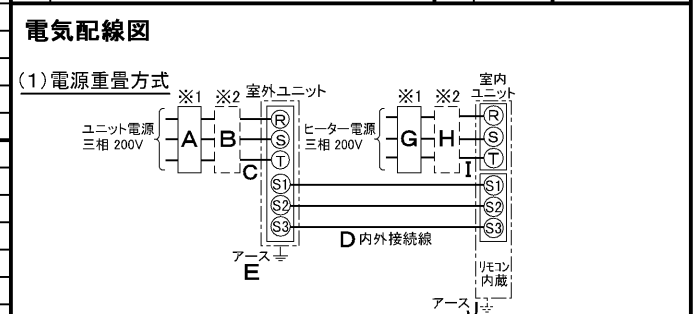 電気配線図
(1)電源重畳方式
※1 ※2 室外ユニット
ユニット電源
三相 200V
A B
R
S
T
C
S1
S2
S3
アース
E
※1 ※2 室内
ユニット
ヒーター電源
三相 200V
G H
R
S
T
I
S1
S2
S3
D 内外接続線
リモコン
内蔵
アース
J